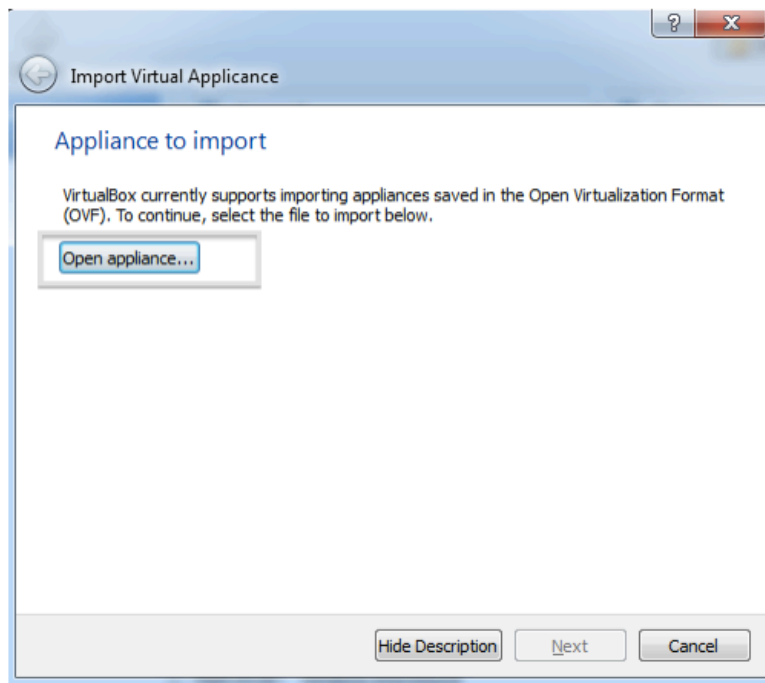 ?
X
Import Virtual Applicance
Appliance to import
VirtualBox currently supports importing appliances saved in the Open Virtualization Format
(OVF). To continue, select the file to import below.
Open appliance...
Hide Description
Next
Cancel